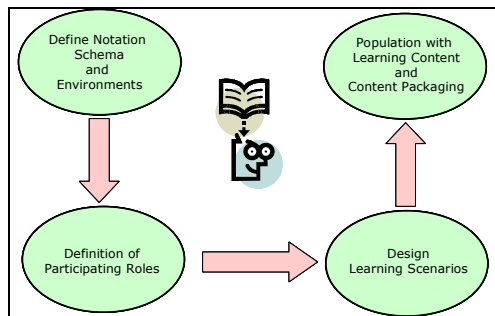 Define Notation
Schema
and
Environments
Population with
Learning Content
and
Content Packaging
Definition of
Participating Roles
Design
Learning Scenarios